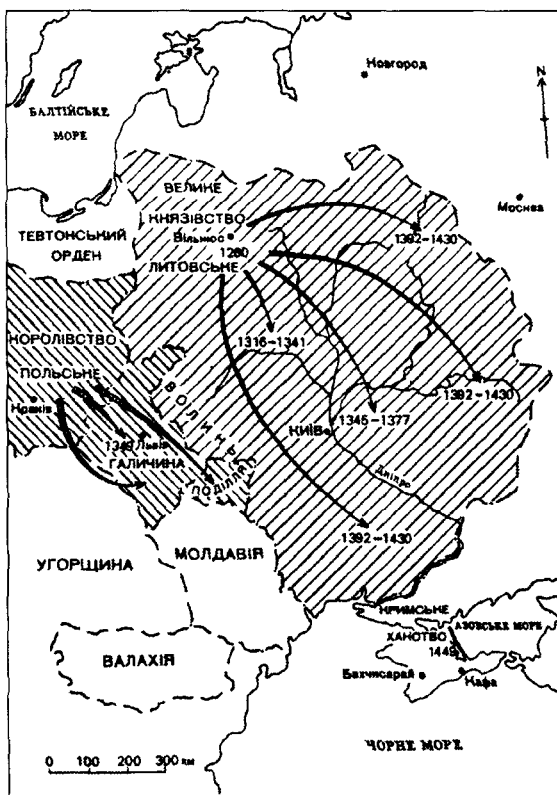 Новгород
N
БАЛТІЙСЬКЕ
МОРЕ
ВЕЛИКЕ
КНЯЗІВСТВО
Вільнюс
1260
ЛИТОВСЬКЕ
Москва
1392–1430
ТЕВТОНСЬКИЙ
ОРДЕН
КОРОЛІВСТВО
ПОЛЬСЬКЕ
Краків
1316–1341
1392–1430
ВОЛИНЬ
1345–1377
КИЇВ
1349
Львів
ГАЛИЧИНА
ПОДІЛЛЯ
Дніпро
1392–1430
УГОРЩИНА
МОЛДАВІЯ
КРИМСЬКЕ
ХАНСТВО
1449
АЗОВСЬКЕ МОРЕ
ВАЛАХІЯ
Бахчисарай
Кафа
ЧОРНЕ МОРЕ
0 100 200 300 км